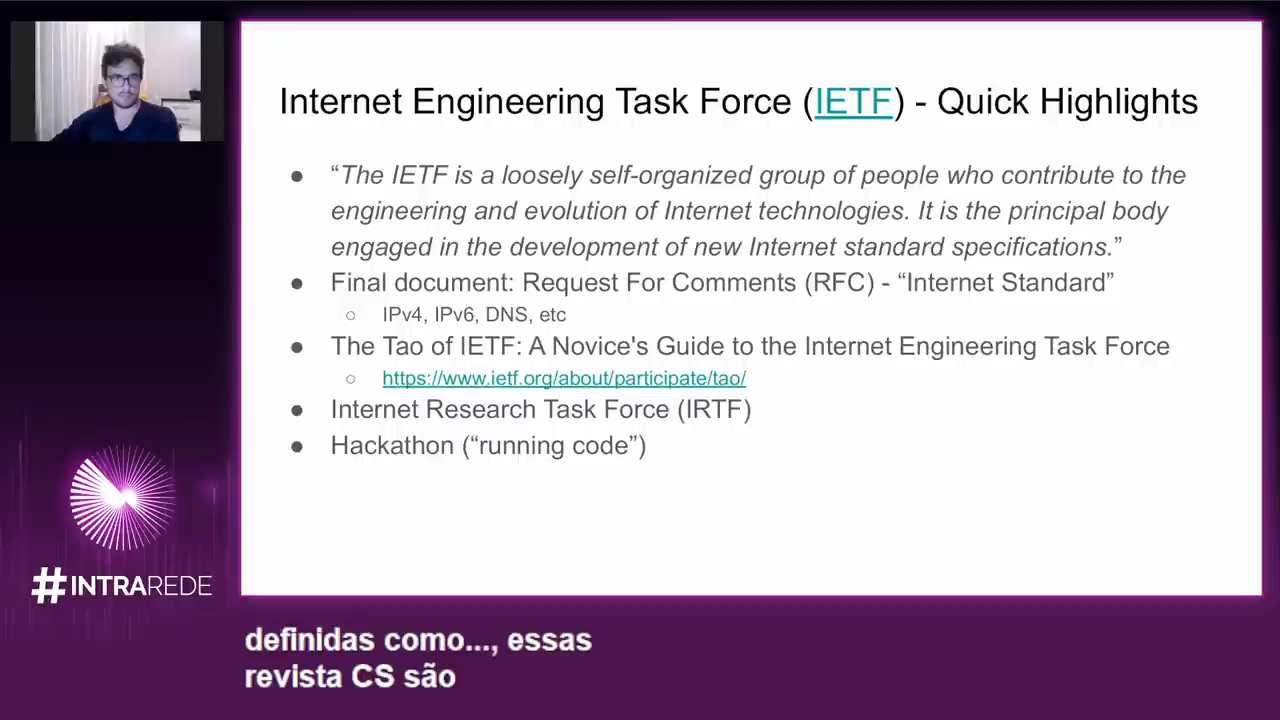 Internet Engineering Task Force (IETF) - Quick Highlights
● “The IETF is a loosely self-organized group of people who contribute to the
engineering and evolution of Internet technologies. It is the principal body
engaged in the development of new Internet standard specifications.”
● Final document: Request For Comments (RFC) - “Internet Standard”
○ IPv4, IPv6, DNS, etc
● The Tao of IETF: A Novice's Guide to the Internet Engineering Task Force
○ https://www.ietf.org/about/participate/tao/
● Internet Research Task Force (IRTF)
● Hackathon (“running code”)
#INTRAREDE
definidas como..., essas
revista CS são